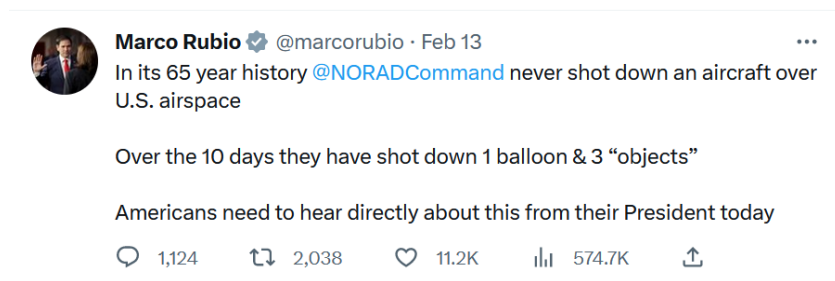 Marco Rubio @marcorubio · Feb 13
In its 65 year history @NORADCommand never shot down an aircraft over
U.S. airspace
Over the 10 days they have shot down 1 balloon & 3 “objects”
Americans need to hear directly about this from their President today
1,124 2,038 11.2K 574.7K